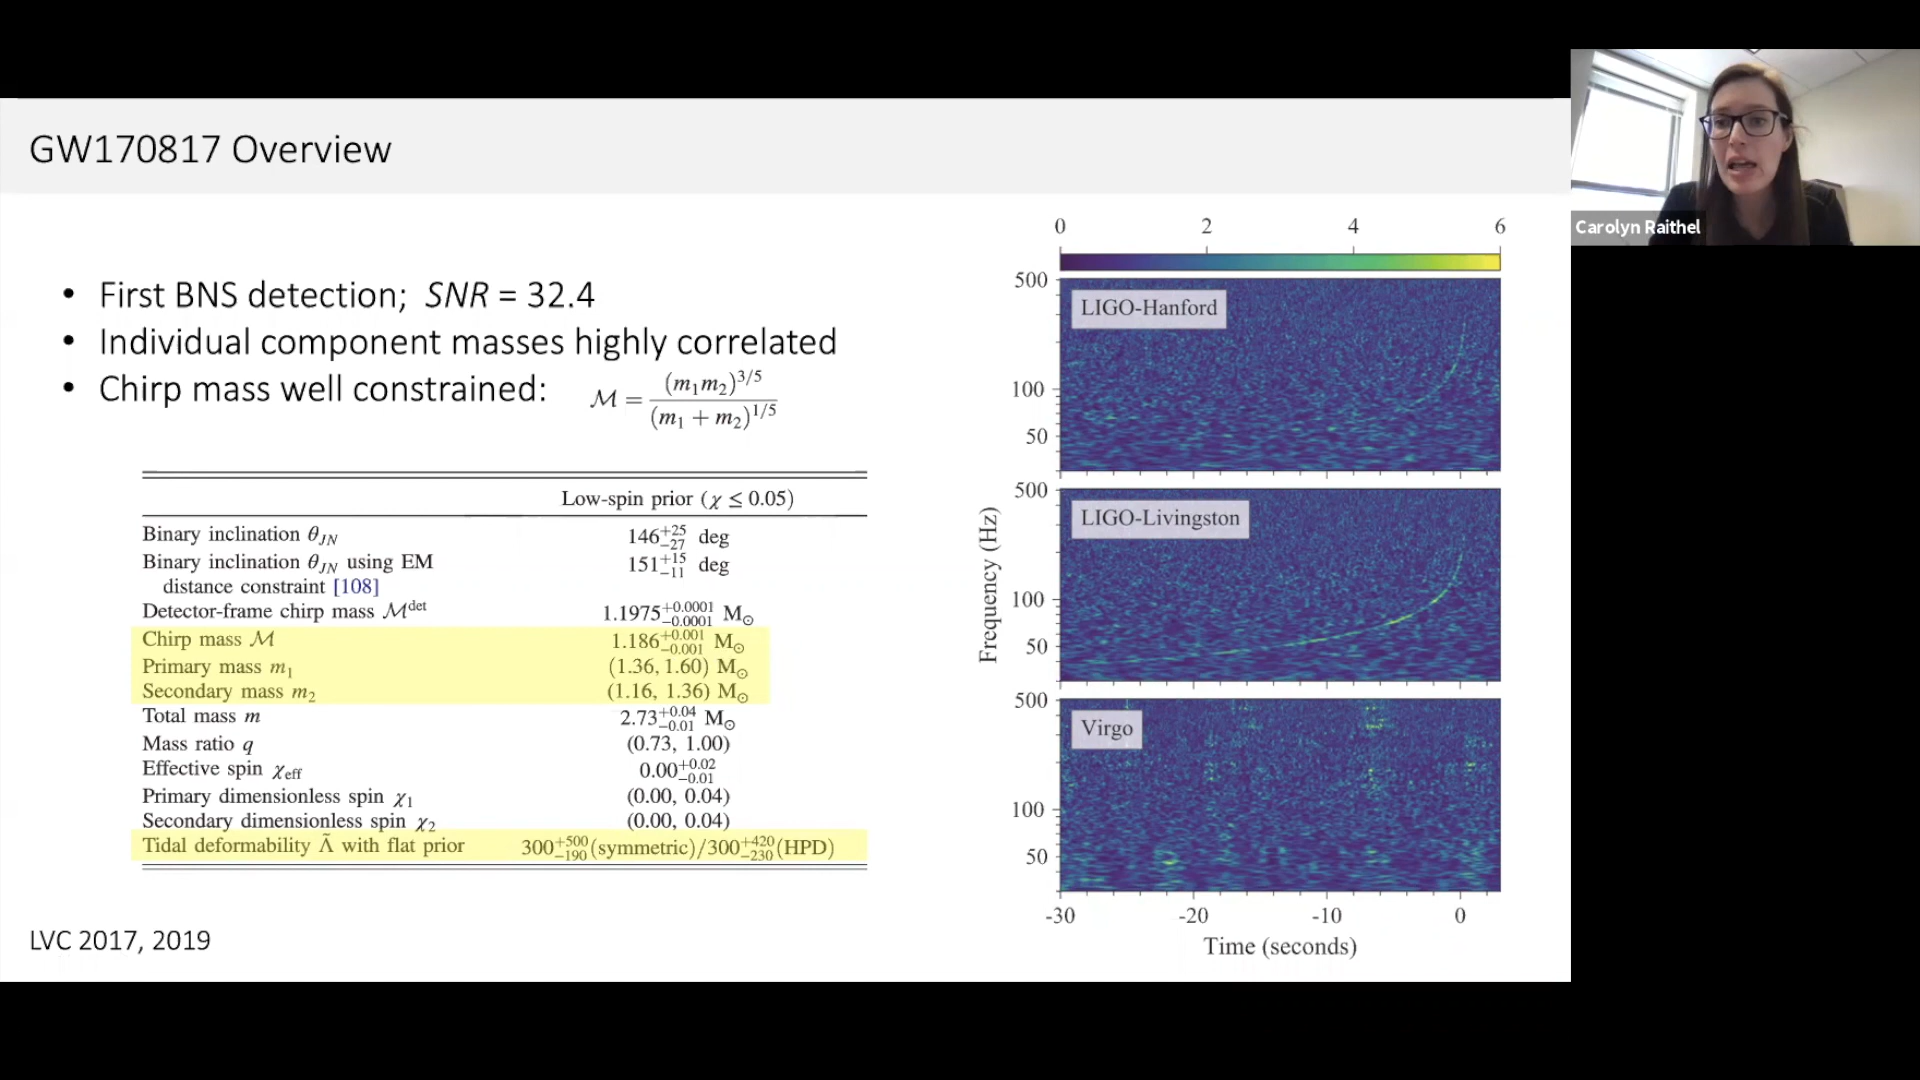 GW170817 Overview
• First BNS detection; SNR = 32.4
• Individual component masses highly correlated
• Chirp mass well constrained: ℳ = (m₁m₂)^3/5 / (m₁ + m₂)^1/5
Low-spin prior (χ ≤ 0.05)
Binary inclination θ_JN 146^{+25}_{−27} deg
Binary inclination θ_JN using EM 151^{+15}_{−11} deg
distance constraint [108]
Detector-frame chirp mass ℳ^det 1.1975^{+0.0001}_{−0.0001} M⊙
Chirp mass ℳ 1.186^{+0.001}_{−0.001} M⊙
Primary mass m₁ (1.36, 1.60) M⊙
Secondary mass m₂ (1.16, 1.36) M⊙
Total mass m 2.73^{+0.04}_{−0.01} M⊙
Mass ratio q (0.73, 1.00)
Effective spin χ_eff 0.00^{+0.02}_{−0.01}
Primary dimensionless spin χ₁ (0.00, 0.04)
Secondary dimensionless spin χ₂ (0.00, 0.04)
Tidal deformability Λ̃ with flat prior 300^{+500}_{−190}(symmetric)/300^{+420}_{−230}(HPD)
LVC 2017, 2019
0 2 4 6
500
LIGO-Hanford
100
50
500
LIGO-Livingston
100
50
Frequency (Hz)
500
Virgo
100
50
-30 -20 -10 0
Time (seconds)
Carolyn Raithel